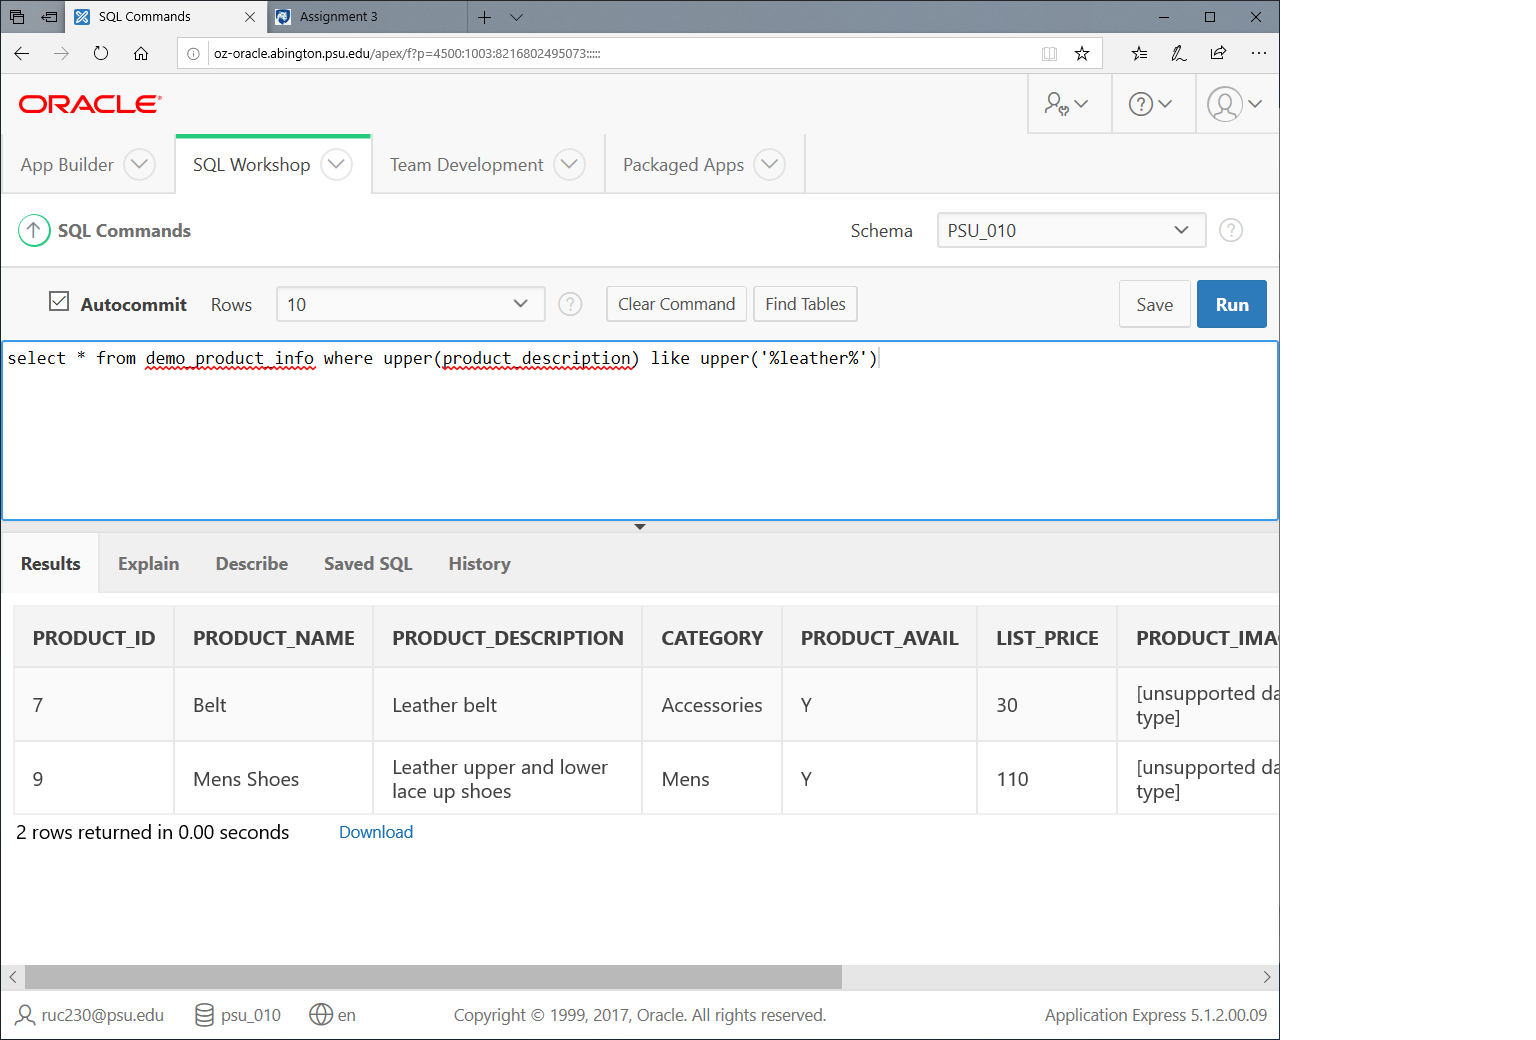 SQL Commands
Assignment 3
oz-oracle.abington.psu.edu/apex/f?p=4500:1003:8216802495073:::::
ORACLE
App Builder
SQL Workshop
Team Development
Packaged Apps
SQL Commands
Schema
PSU_010
?
Autocommit
Rows
10
?
Clear Command
Find Tables
Save
Run
select * from demo_product_info where upper(product_description) like upper('%leather%')
Results
Explain
Describe
Saved SQL
History
PRODUCT_ID PRODUCT_NAME PRODUCT_DESCRIPTION CATEGORY PRODUCT_AVAIL LIST_PRICE PRODUCT_IMA
7 Belt Leather belt Accessories Y 30 [unsupported da
type]
9 Mens Shoes Leather upper and lower Mens Y 110 [unsupported da
lace up shoes type]
2 rows returned in 0.00 seconds Download
ruc230@psu.edu psu_010 en Copyright © 1999, 2017, Oracle. All rights reserved. Application Express 5.1.2.00.09